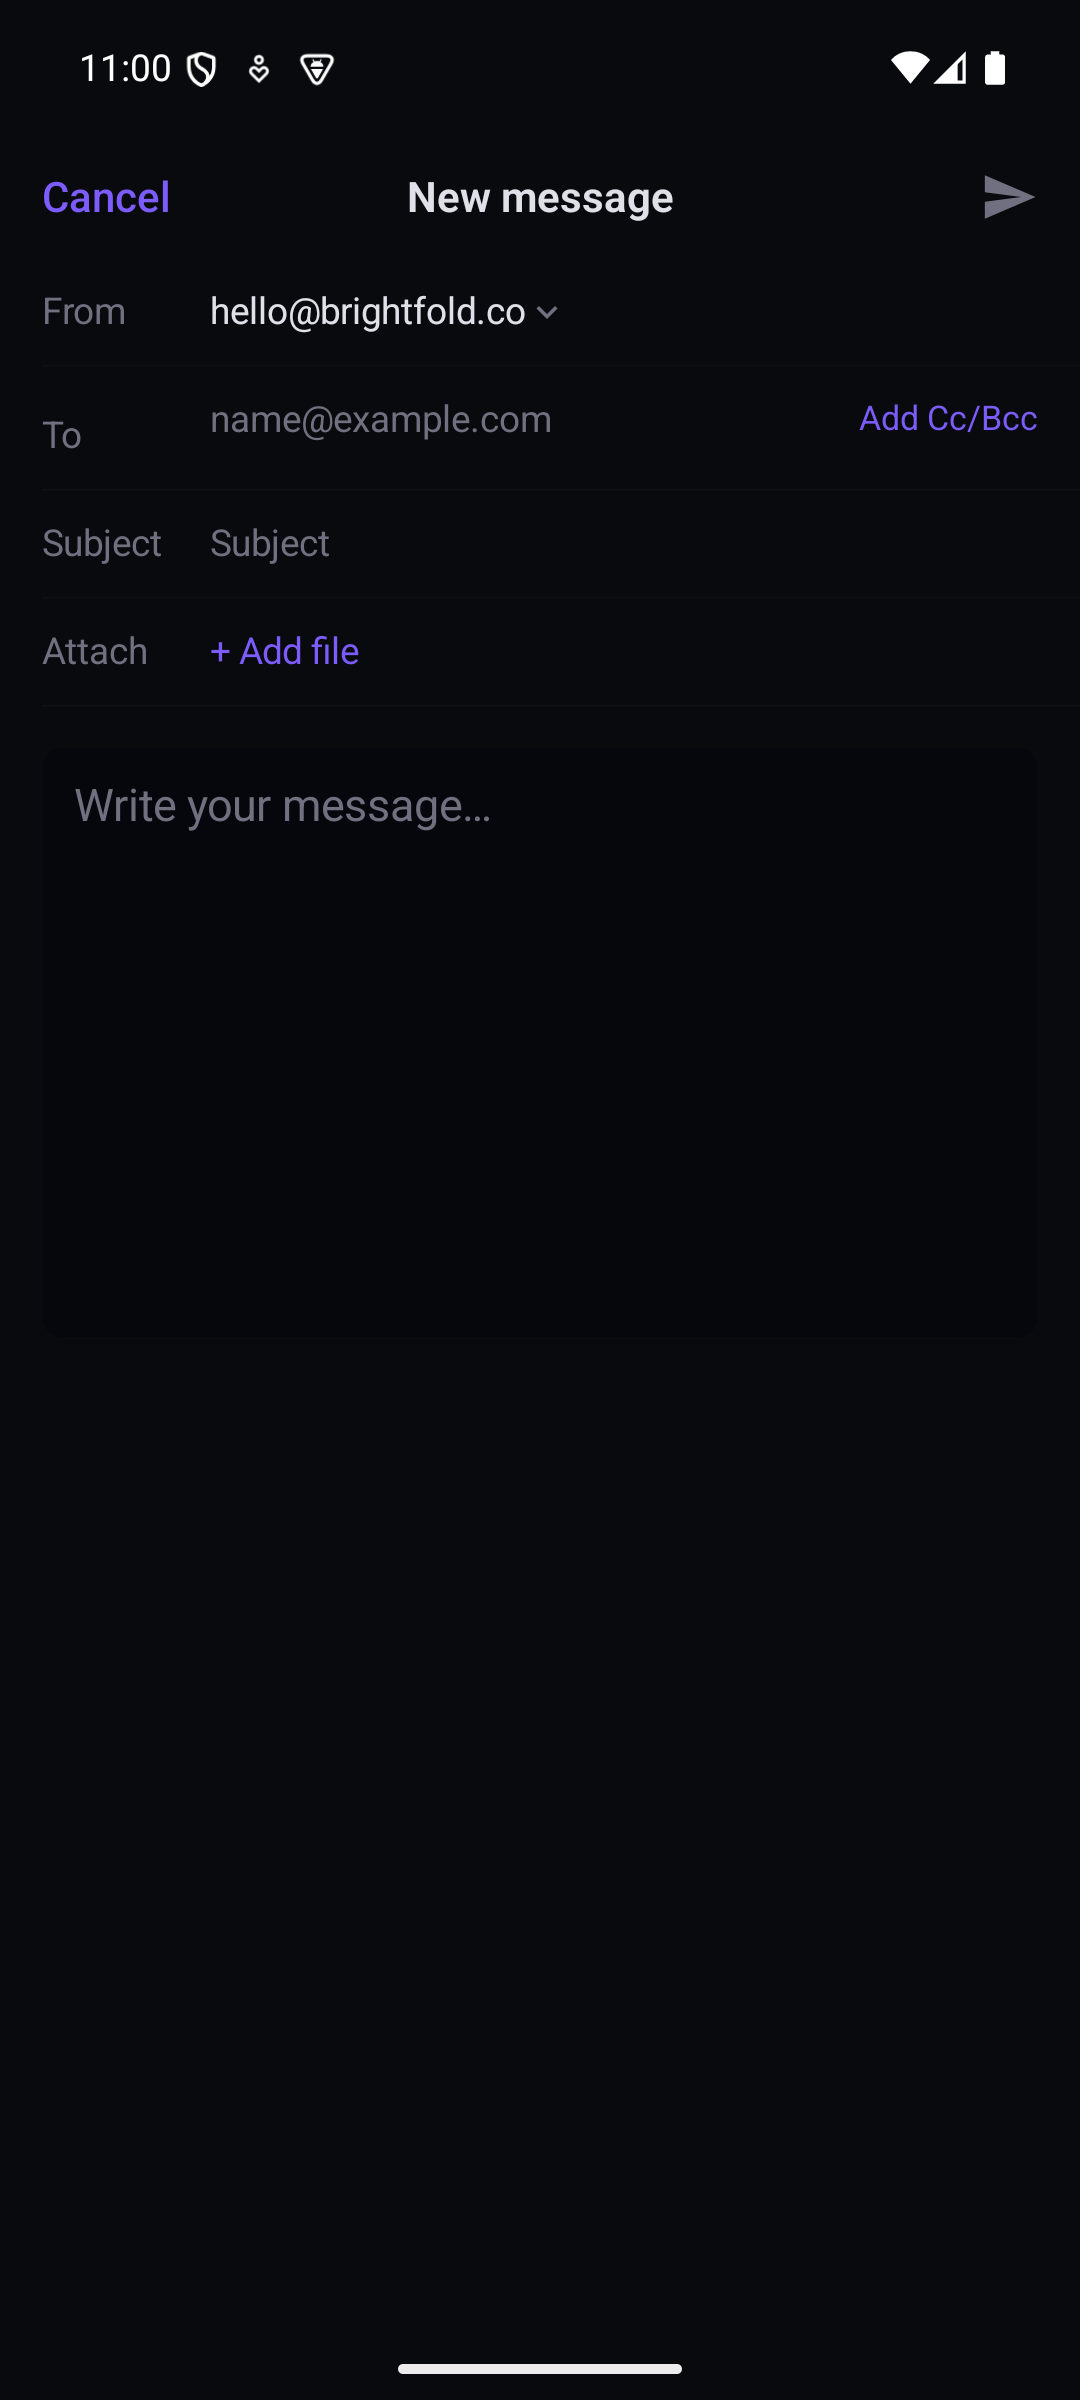 11:00
Cancel New message
From hello@brightfold.co
To name@example.com Add Cc/Bcc
Subject Subject
Attach + Add file
Write your message…